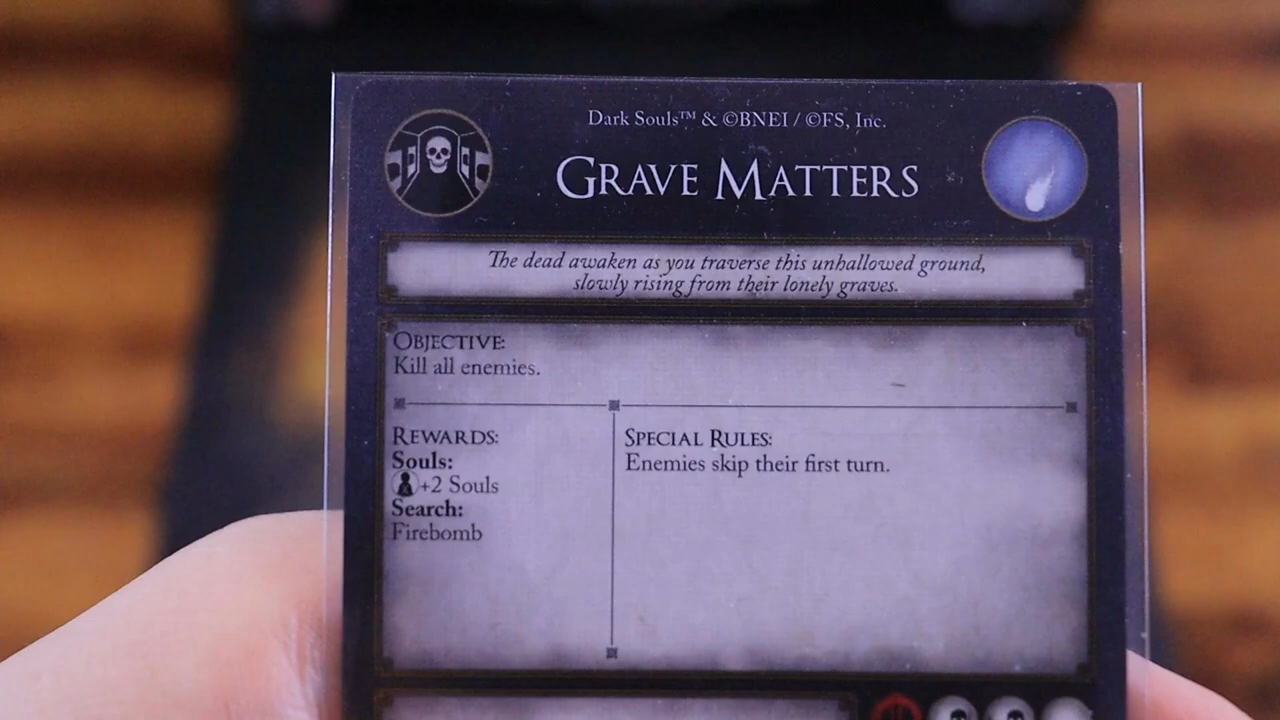 Dark Souls™ & ©BNEI / ©FS, Inc.
Grave Matters
The dead awaken as you traverse this unhallowed ground,
slowly rising from their lonely graves.
Objective:
Kill all enemies.
Rewards:
Souls:
+2 Souls
Search:
Firebomb
Special Rules:
Enemies skip their first turn.